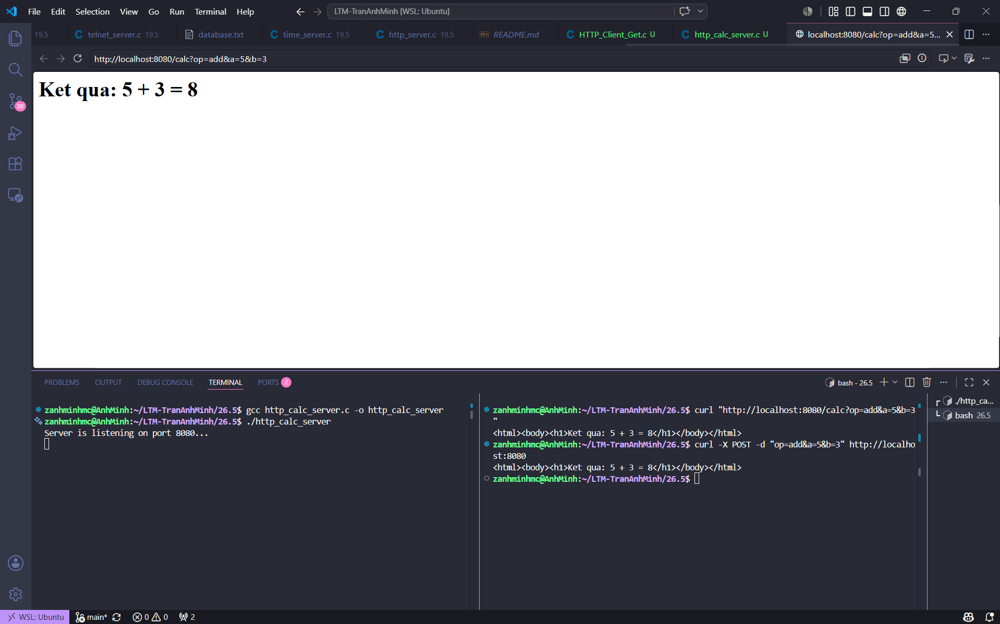 File Edit Selection View Go Run Terminal Help
LTM-TranAnhMinh [WSL: Ubuntu]
19.5
telnet_server.c 19.5
database.txt
time_server.c 19.5
http_server.c 19.5
README.md
HTTP_Client_Get.c U
http_calc_server.c U
localhost:8080/calc?op=add&a=5...
http://localhost:8080/calc?op=add&a=5&b=3
Ket qua: 5 + 3 = 8
30
PROBLEMS OUTPUT DEBUG CONSOLE TERMINAL PORTS 2
bash - 26.5
zanhminhmc@AnhMinh:~/LTM-TranAnhMinh/26.5$ gcc http_calc_server.c -o http_calc_server
zanhminhmc@AnhMinh:~/LTM-TranAnhMinh/26.5$ ./http_calc_server
Server is listening on port 8080...
zanhminhmc@AnhMinh:~/LTM-TranAnhMinh/26.5$ curl "http://localhost:8080/calc?op=add&a=5&b=3
"
<html><body><h1>Ket qua: 5 + 3 = 8</h1></body></html>
zanhminhmc@AnhMinh:~/LTM-TranAnhMinh/26.5$ curl -X POST -d "op=add&a=5&b=3" http://localho
st:8080
<html><body><h1>Ket qua: 5 + 3 = 8</h1></body></html>
zanhminhmc@AnhMinh:~/LTM-TranAnhMinh/26.5$
./http_ca...
bash 26.5
WSL: Ubuntu main* 0 0 2